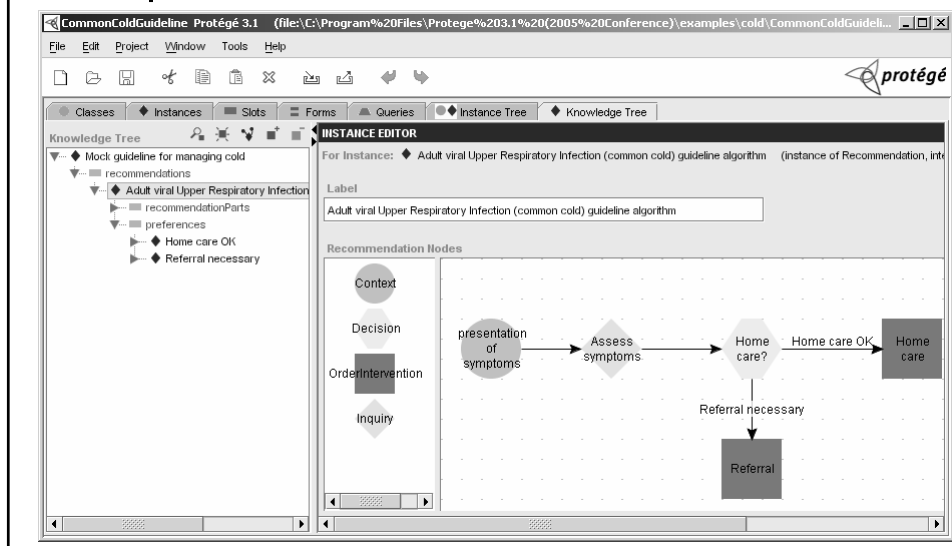 CommonColdGuideline Protégé 3.1 (file:\C:\Program%20Files\Protege%203.1%20(2005%20Conference)\examples\cold\CommonColdGuideli...
File Edit Project Window Tools Help
protégé
Classes Instances Slots Forms Queries Instance Tree Knowledge Tree
Knowledge Tree
Mock guideline for managing cold
recommendations
Adult viral Upper Respiratory Infection
recommendationParts
preferences
Home care OK
Referral necessary
INSTANCE EDITOR
For Instance: Adult viral Upper Respiratory Infection (common cold) guideline algorithm (instance of Recommendation, inte
Label
Adult viral Upper Respiratory Infection (common cold) guideline algorithm
Recommendation Nodes
Context
Decision
OrderIntervention
Inquiry
presentation
of
symptoms
Assess
symptoms
Home
care?
Home care OK
Home
care
Referral necessary
Referral